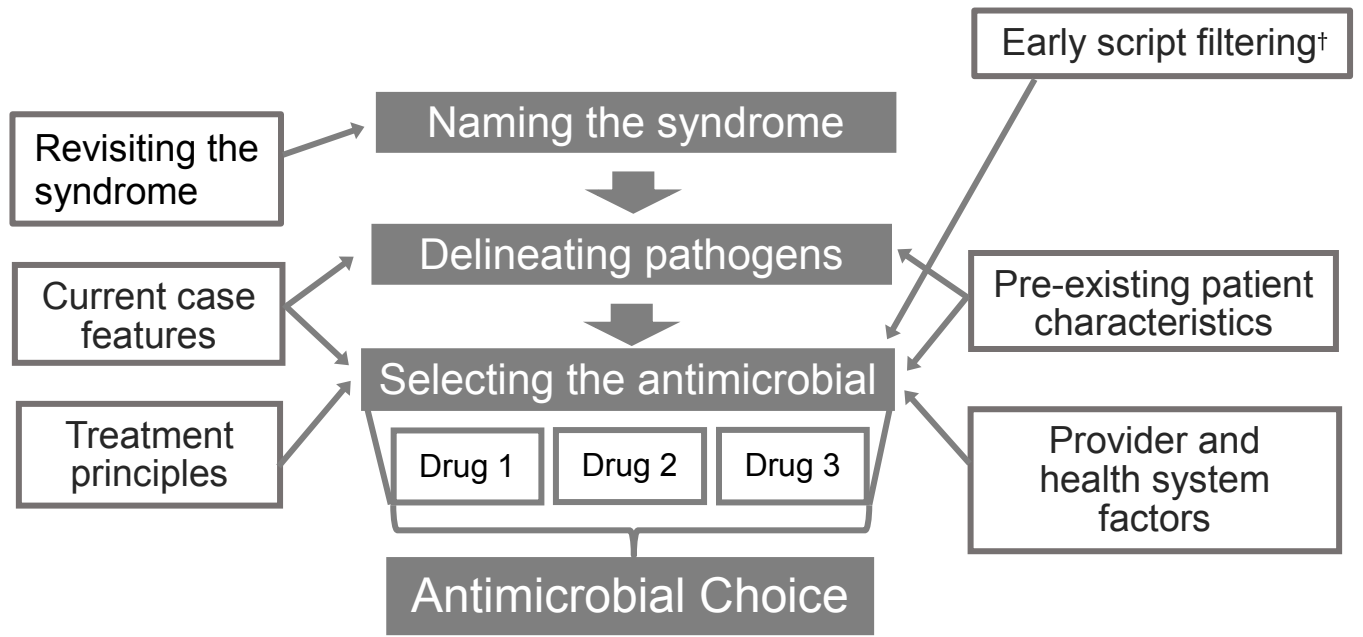 Early script filtering†
Naming the syndrome
Revisiting the
syndrome
Delineating pathogens
Current case
features
Pre-existing patient
characteristics
Selecting the antimicrobial
Treatment
principles
Drug 1
Drug 2
Drug 3
Provider and
health system
factors
Antimicrobial Choice